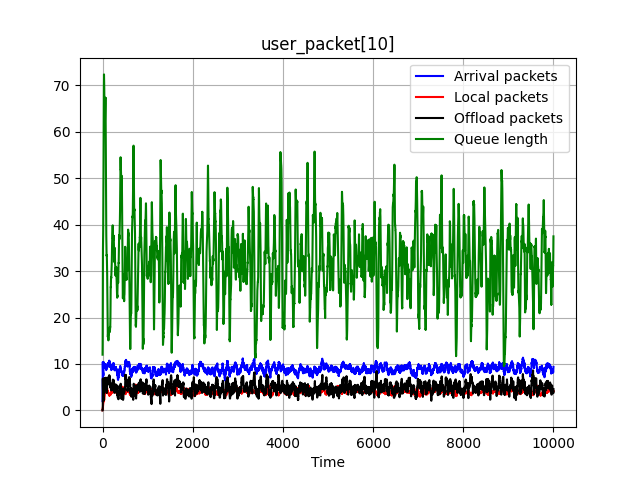 user_packet[10]
Arrival packets
Local packets
Offload packets
Queue length
70
60
50
40
30
20
10
0
0 2000 4000 6000 8000 10000
Time